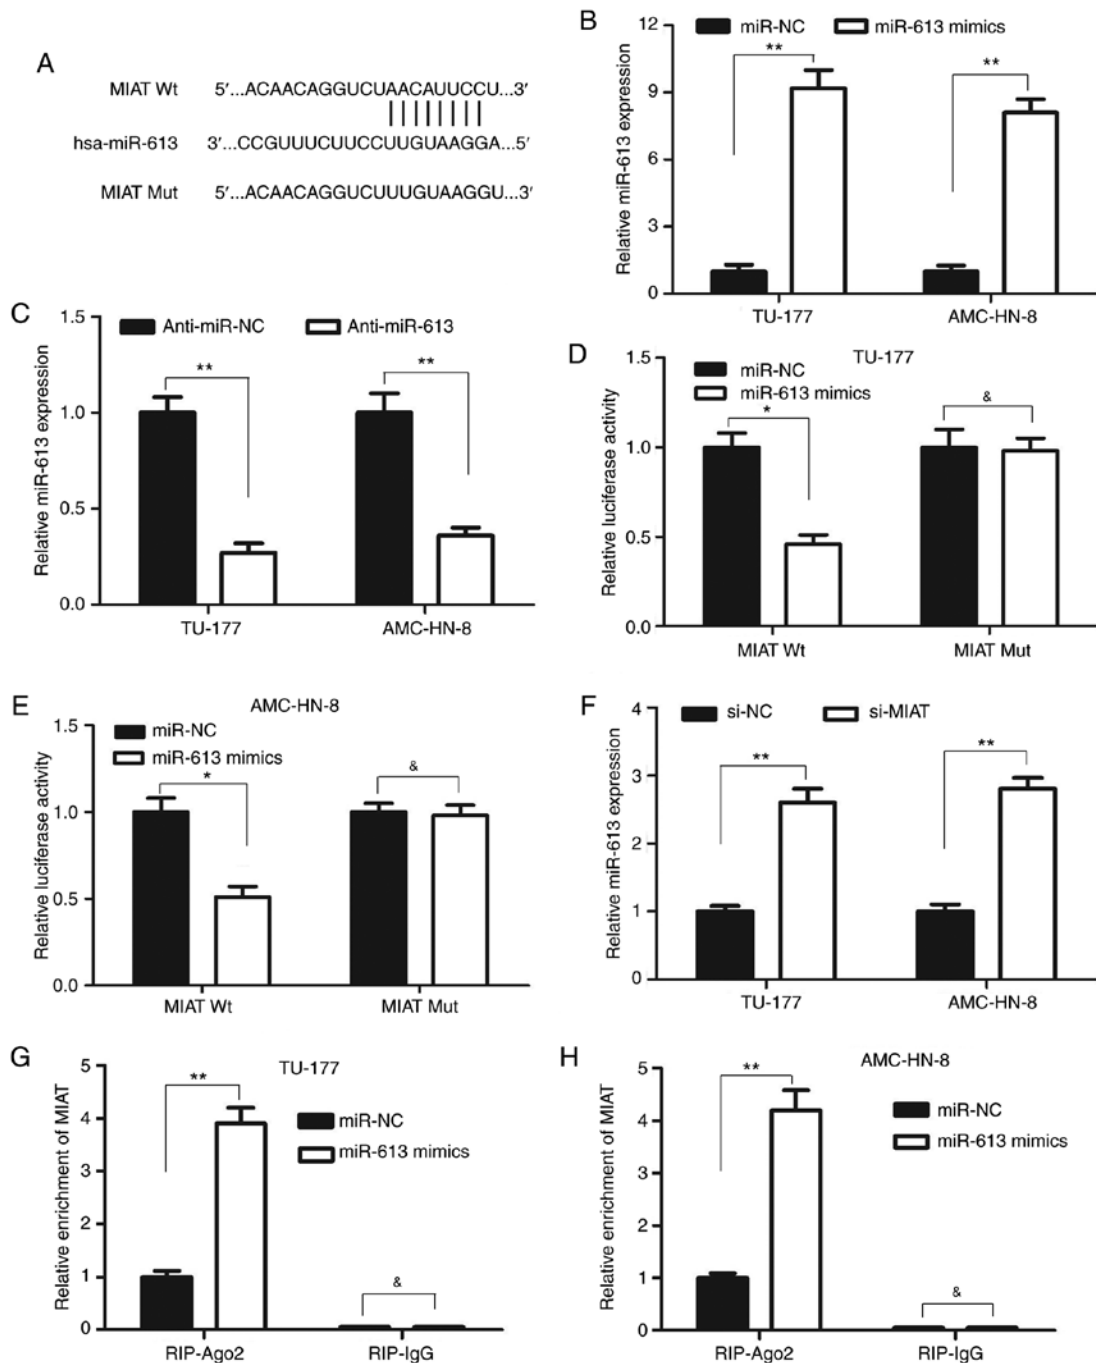 A
MIAT Wt 5′...ACAACAGGUCUAACAUUCCU...3′
hsa-miR-613 3′...CCGUUUCUUCCUUGUAAGGA...5′
MIAT Mut 5′...ACAACAGGUCUUUGUAAGGU...3′
B
miR-NC miR-613 mimics
Relative miR-613 expression
12
9
6
3
0
**
**
TU-177 AMC-HN-8
C
Anti-miR-NC Anti-miR-613
Relative miR-613 expression
1.5
1.0
0.5
0.0
**
**
TU-177 AMC-HN-8
D
TU-177
miR-NC
miR-613 mimics
Relative luciferase activity
1.5
1.0
0.5
0.0
*
&
MIAT Wt MIAT Mut
E
AMC-HN-8
miR-NC
miR-613 mimics
Relative luciferase activity
1.5
1.0
0.5
0.0
*
&
MIAT Wt MIAT Mut
F
si-NC si-MIAT
Relative miR-613 expression
4
3
2
1
0
**
**
TU-177 AMC-HN-8
G
TU-177
miR-NC
miR-613 mimics
Relative enrichment of MIAT
5
4
3
2
1
0
**
&
RIP-Ago2 RIP-IgG
H
AMC-HN-8
miR-NC
miR-613 mimics
Relative enrichment of MIAT
5
4
3
2
1
0
**
&
RIP-Ago2 RIP-IgG